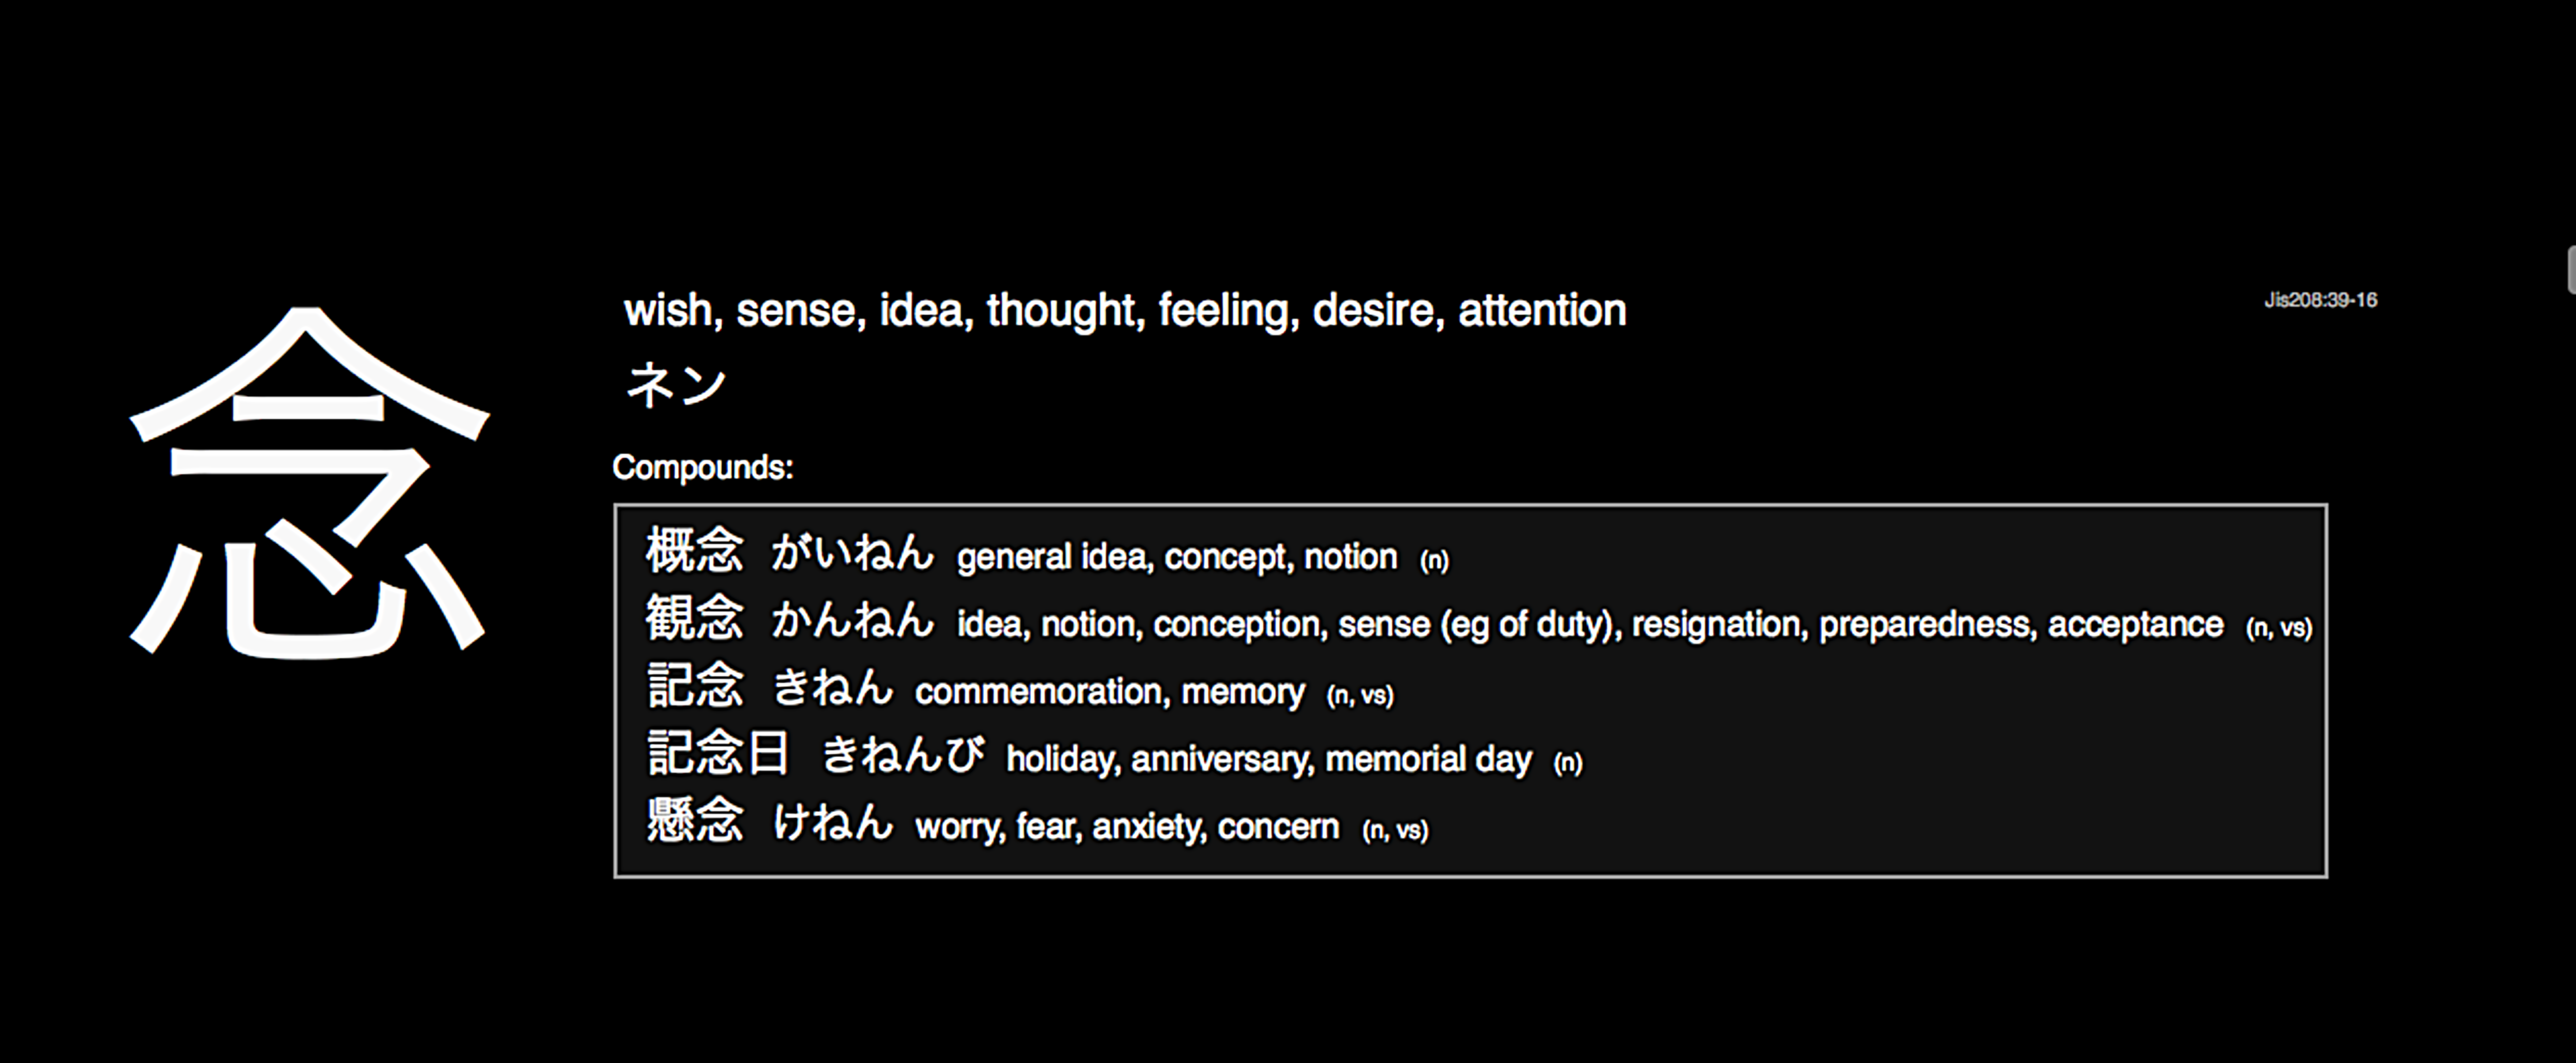 念
wish, sense, idea, thought, feeling, desire, attention
Jis208:39-16
ネン
Compounds:
概念 がいねん general idea, concept, notion (n)
観念 かんねん idea, notion, conception, sense (eg of duty), resignation, preparedness, acceptance (n, vs)
記念 きねん commemoration, memory (n, vs)
記念日 きねんび holiday, anniversary, memorial day (n)
懸念 けねん worry, fear, anxiety, concern (n, vs)